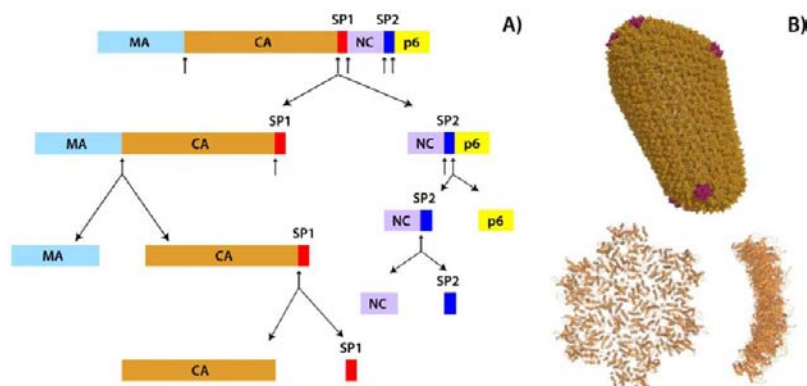 A)
B)
SP1 SP2
MA CA NC p6
SP1 SP2
MA CA NC p6
SP2
NC p6
SP1
MA CA
SP2
NC
SP1
CA